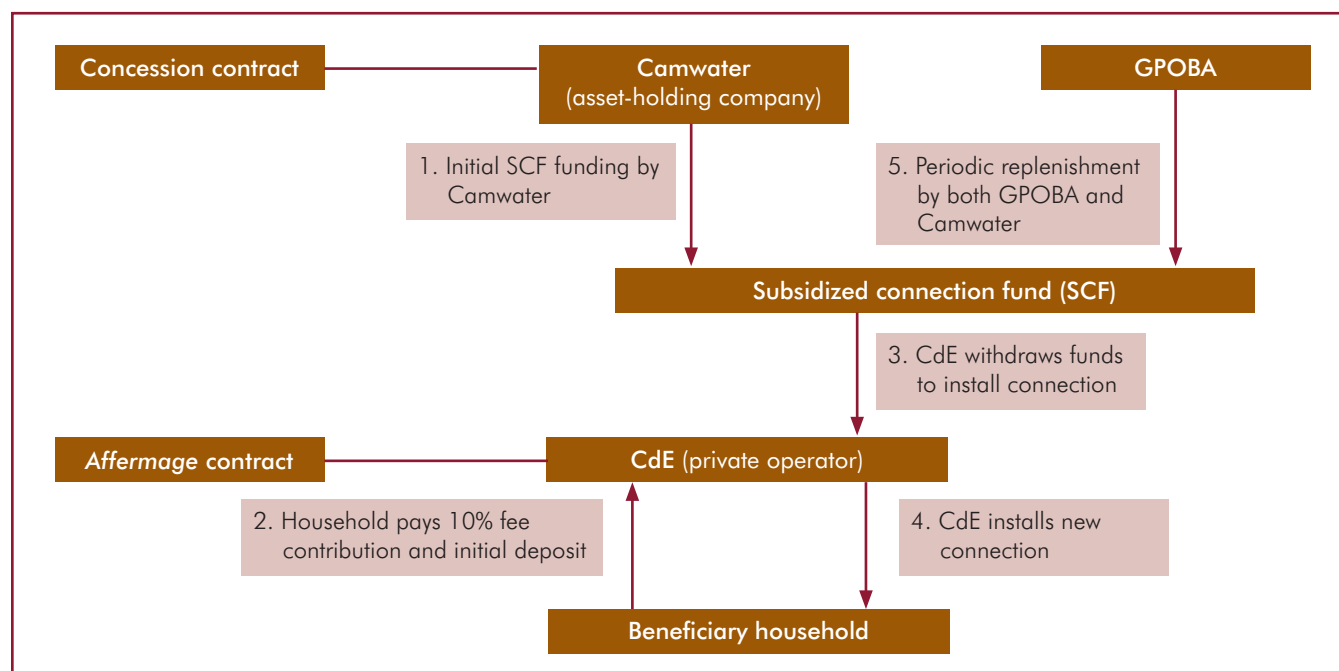 Concession contract
Camwater
(asset-holding company)
GPOBA
1. Initial SCF funding by
Camwater
5. Periodic replenishment
by both GPOBA and
Camwater
Subsidized connection fund (SCF)
3. CdE withdraws funds
to install connection
Affermage contract
CdE (private operator)
2. Household pays 10% fee
contribution and initial deposit
4. CdE installs new
connection
Beneficiary household